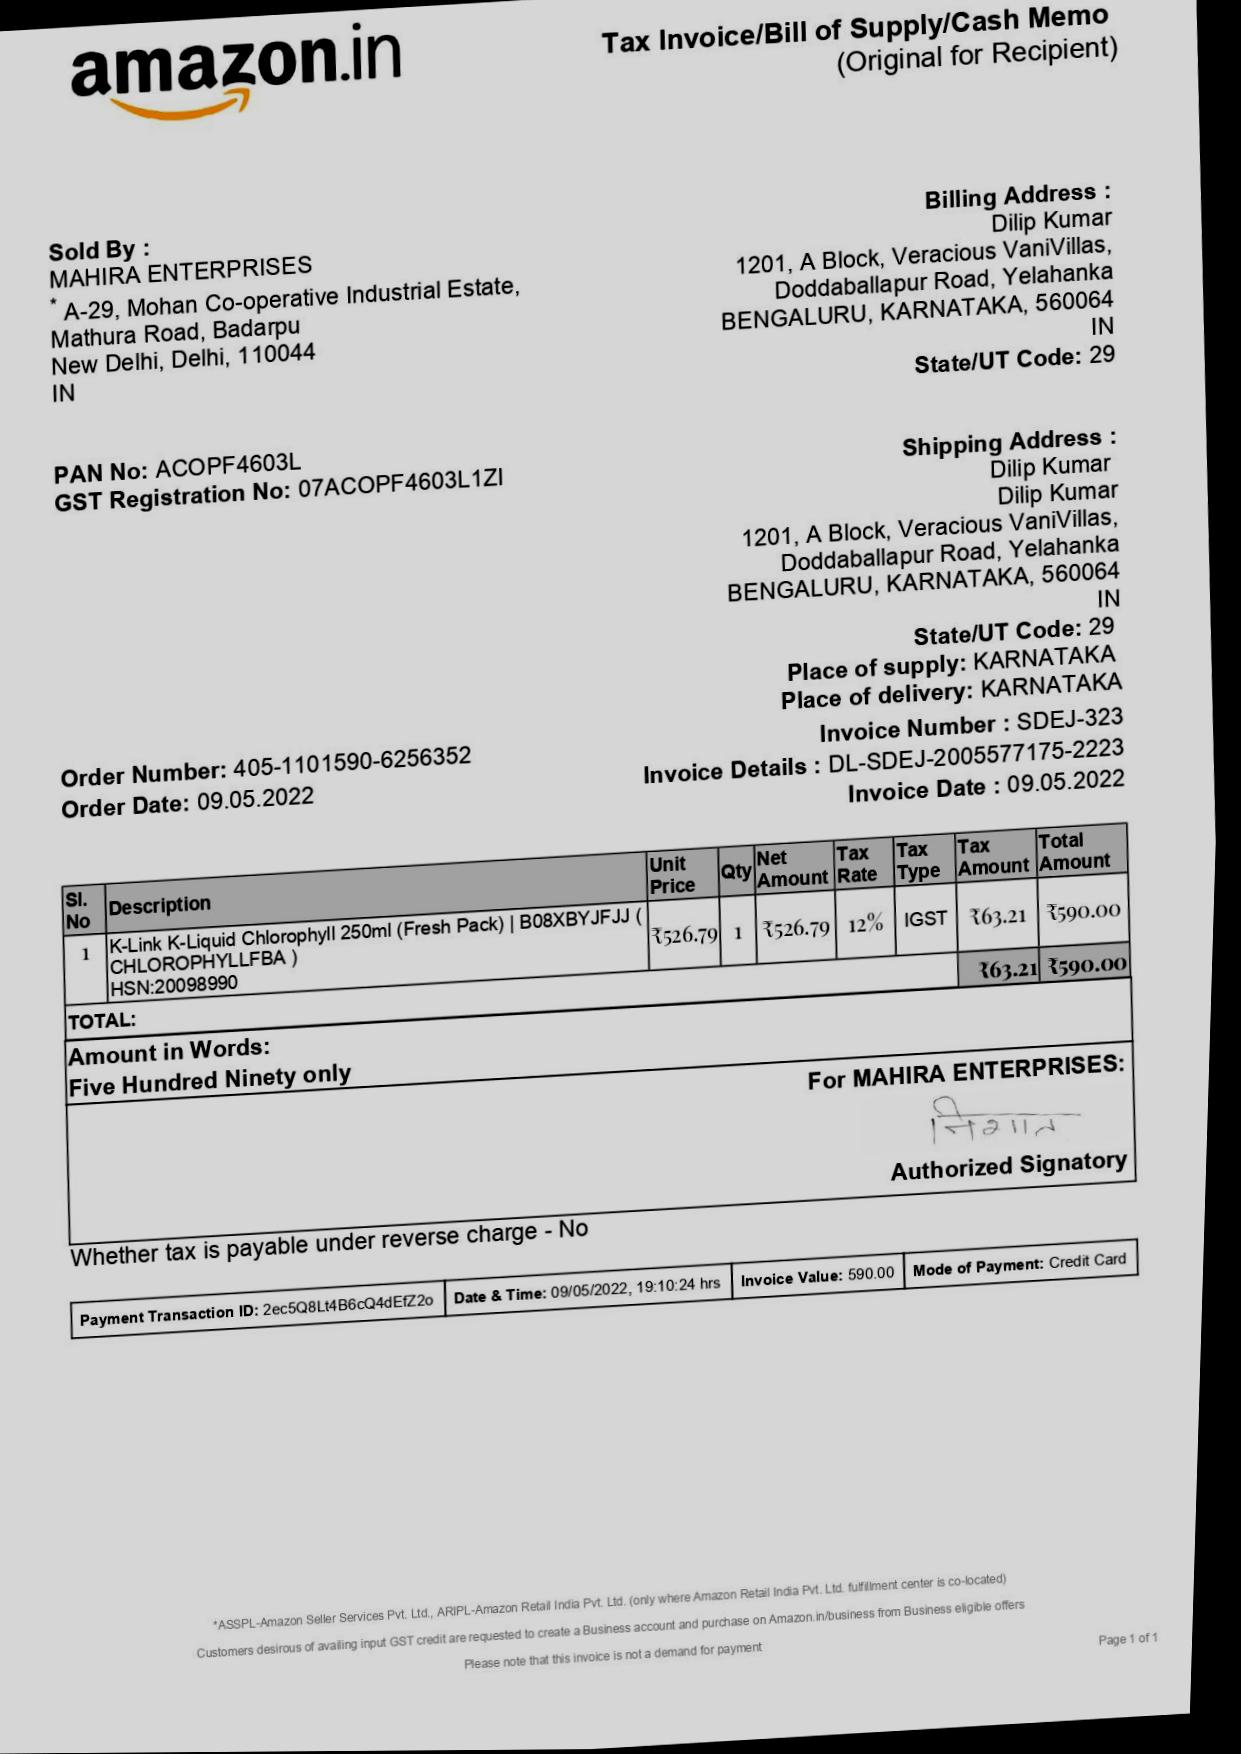 amazon.in
Tax Invoice/Bill of Supply/Cash Memo
(Original for Recipient)
Sold By :
MAHIRA ENTERPRISES
* A-29, Mohan Co-operative Industrial Estate,
Mathura Road, Badarpu
New Delhi, Delhi, 110044
IN
PAN No: ACOPF4603L
GST Registration No: 07ACOPF4603L1ZI
Billing Address :
Dilip Kumar
1201, A Block, Veracious VaniVillas,
Doddaballapur Road, Yelahanka
BENGALURU, KARNATAKA, 560064
IN
State/UT Code: 29
Shipping Address :
Dilip Kumar
Dilip Kumar
1201, A Block, Veracious VaniVillas,
Doddaballapur Road, Yelahanka
BENGALURU, KARNATAKA, 560064
IN
State/UT Code: 29
Place of supply: KARNATAKA
Place of delivery: KARNATAKA
Order Number: 405-1101590-6256352
Order Date: 09.05.2022
Invoice Number : SDEJ-323
Invoice Details : DL-SDEJ-2005577175-2223
Invoice Date : 09.05.2022
Sl. No Description Unit Price Qty Net Amount Tax Rate Tax Type Tax Amount Total Amount
1 K-Link K-Liquid Chlorophyll 250ml (Fresh Pack) | B08XBYJFJJ ( ₹526.79 1 ₹526.79 12% IGST ₹63.21 ₹590.00
CHLOROPHYLLFBA )
HSN:20098990
TOTAL: ₹63.21 ₹590.00
Amount in Words:
Five Hundred Ninety only
For MAHIRA ENTERPRISES:
Authorized Signatory
Whether tax is payable under reverse charge - No
Payment Transaction ID: 2ec5Q8Lt4B6cQ4dEfZ2o Date & Time: 09/05/2022, 19:10:24 hrs Invoice Value: 590.00 Mode of Payment: Credit Card
*ASSPL-Amazon Seller Services Pvt. Ltd., ARIPL-Amazon Retail India Pvt. Ltd. (only where Amazon Retail India Pvt. Ltd. fulfillment center is co-located)
Customers desirous of availing input GST credit are requested to create a Business account and purchase on Amazon.in/business from Business eligible offers
Please note that this invoice is not a demand for payment
Page 1 of 1